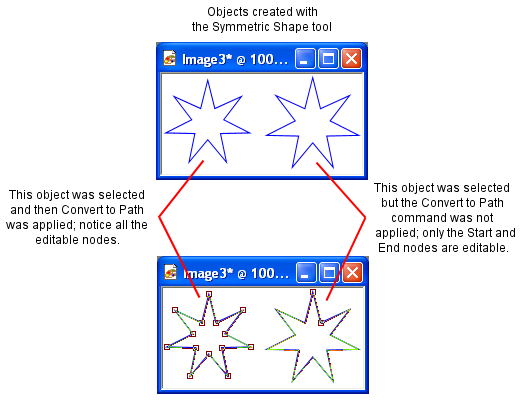 Objects created with
the Symmetric Shape tool
Image3* @ 100...
This object was selected
and then Convert to Path
was applied; notice all the
editable nodes.
This object was selected
but the Convert to Path
command was not
applied; only the Start and
End nodes are editable.
Image3* @ 100...